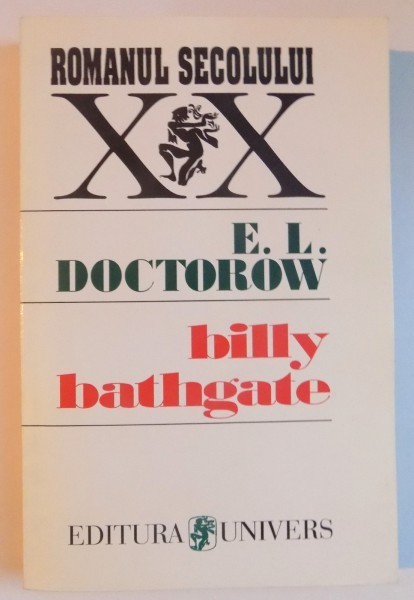 ROMANUL SECOLULUI
XX
E. L.
DOCTOROW
billy
bathgate
EDITURA UNIVERS